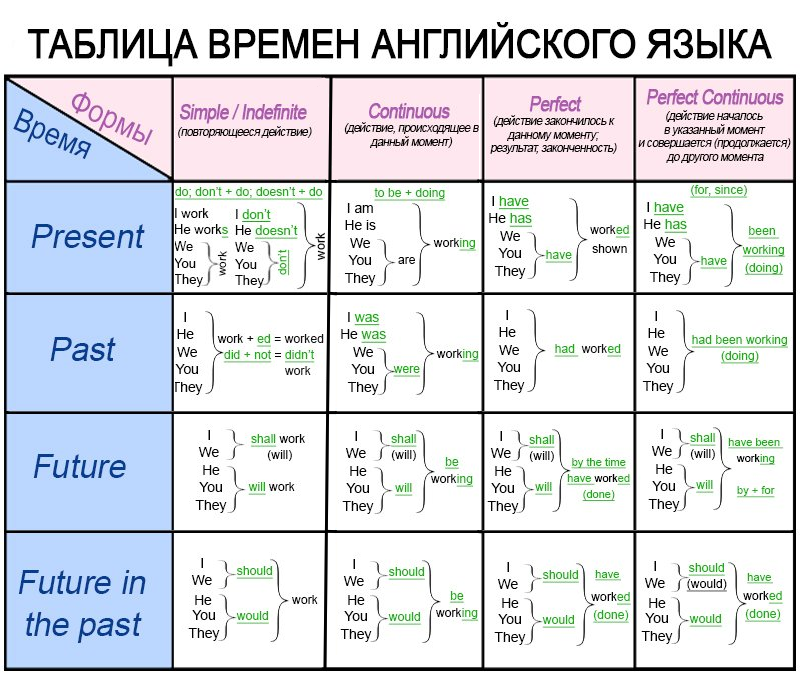 ТАБЛИЦА ВРЕМЕН АНГЛИЙСКОГО ЯЗЫКА
Формы
Время
Simple / Indefinite
(повторяющееся действие)
Continuous
(действие, происходящее в
данный момент)
Perfect
(действие закончилось к
данному моменту;
результат, законченность)
Perfect Continuous
(действие началось
в указанный момент
и совершается (продолжается)
до другого момента
Present
do; don't + do; doesn't + do
I work
He works
We
You
They
work
I don't
He doesn't
We
You
They
don't
work
to be + doing
I am
He is
We
You
They
are
working
I have
He has
We
You
They
have
worked
shown
(for, since)
I have
He has
We
You
They
have
been
working
(doing)
Past
I
He
We
You
They
work + ed = worked
did + not = didn't
work
I was
He was
We
You
They
were
working
I
He
We
You
They
had worked
I
He
We
You
They
had been working
(doing)
Future
I
We
shall work
(will)
He
You
They
will work
I
We
shall
(will)
He
You
They
will
be
working
I
We
shall
(will)
He
You
They
will
by the time
have worked
(done)
I
We
shall
(will)
He
You
They
will
have been
working
by + for
Future in
the past
I
We
should
He
You
They
would
work
I
We
should
He
You
They
would
be
working
I
We
should
He
You
They
would
have
worked
(done)
I
We
should
(would)
He
You
They
would
have
worked
(done)